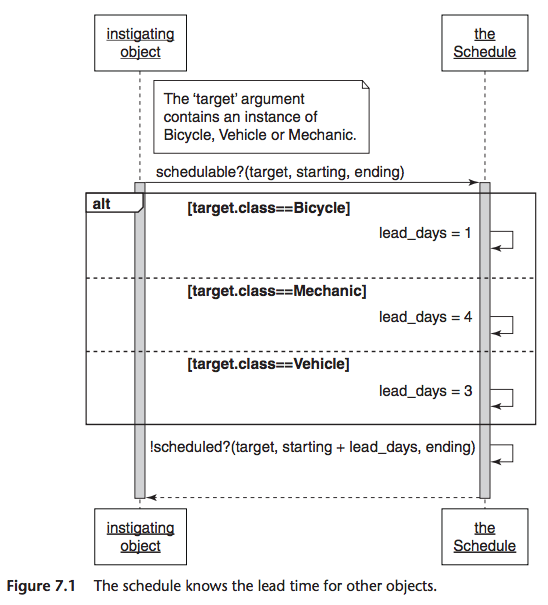 instigating
object
the
Schedule
The ‘target’ argument
contains an instance of
Bicycle, Vehicle or Mechanic.
schedulable?(target, starting, ending)
alt
[target.class==Bicycle]
lead_days = 1
[target.class==Mechanic]
lead_days = 4
[target.class==Vehicle]
lead_days = 3
!scheduled?(target, starting + lead_days, ending)
instigating
object
the
Schedule
Figure 7.1 The schedule knows the lead time for other objects.